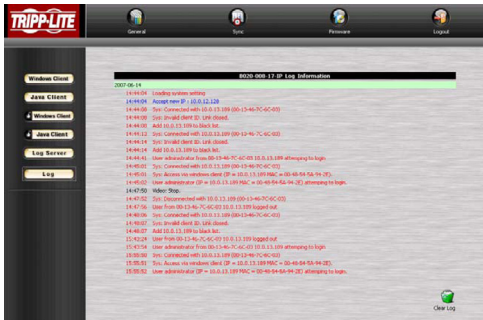 TRIPP·LITE
General
Sync
Firmware
Logout
Windows Client
Java Client
Windows Client
Java Client
Log Server
Log
B020-008-17-IP Log Information
2007-06-14
14:44:04 Loading system setting
14:44:04 Accept new IP : 10.0.12.128
14:44:08 Sys: Connected with 10.0.13.189 (00-13-46-7C-6C-03)
14:44:08 Sys: Invalid client ID. Link closed.
14:44:08 Add 10.0.13.189 to black list.
14:44:13 Sys: Connected with 10.0.13.189 (00-13-46-7C-6C-03)
14:44:14 Sys: Invalid client ID. Link closed.
14:44:14 Add 10.0.13.189 to black list.
14:44:41 User administrator from 00-13-46-7C-6C-03 10.0.13.189 attemping to login.
14:45:01 Sys: Connected with 10.0.13.189 (00-13-46-7C-6C-03)
14:45:01 Sys: Access via windows client (IP = 10.0.13.189 MAC = 00-48-54-5A-94-2E).
14:45:02 User administrator (IP = 10.0.13.189 MAC = 00-48-54-5A-94-2E) attemping to login.
14:47:50 Video: Stop.
14:47:52 Sys: Disconnected with 10.0.13.189 (00-13-46-7C-6C-03)
14:47:56 User from 00-13-46-7C-6C-03 10.0.13.189 logged out
14:48:06 Sys: Connected with 10.0.13.189 (00-13-46-7C-6C-03)
14:48:07 Sys: Invalid client ID. Link closed.
14:48:07 Add 10.0.13.189 to black list.
15:43:24 User from 00-13-46-7C-6C-03 10.0.13.189 logged out
15:43:54 User administrator from 00-13-46-7C-6C-03 10.0.13.189 attemping to login.
15:55:50 Sys: Connected with 10.0.13.189 (00-13-46-7C-6C-03)
15:55:51 Sys: Access via windows client (IP = 10.0.13.189 MAC = 00-48-54-5A-94-2E).
15:55:52 User administrator (IP = 10.0.13.189 MAC = 00-48-54-5A-94-2E) attemping to login.
Clear Log